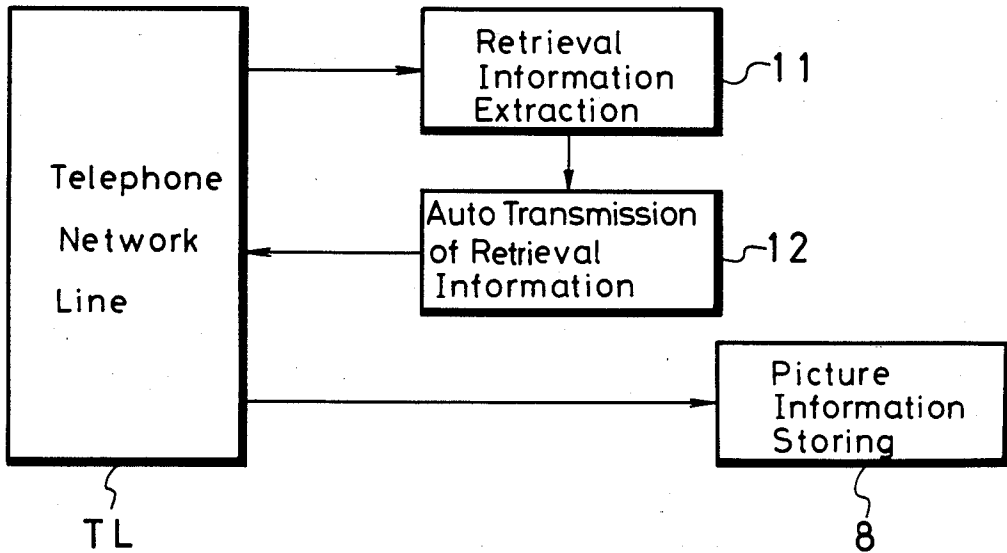 Telephone
Network
Line
TL
Retrieval
Information
Extraction
11
Auto Transmission
of Retrieval
Information
12
Picture
Information
Storing
8